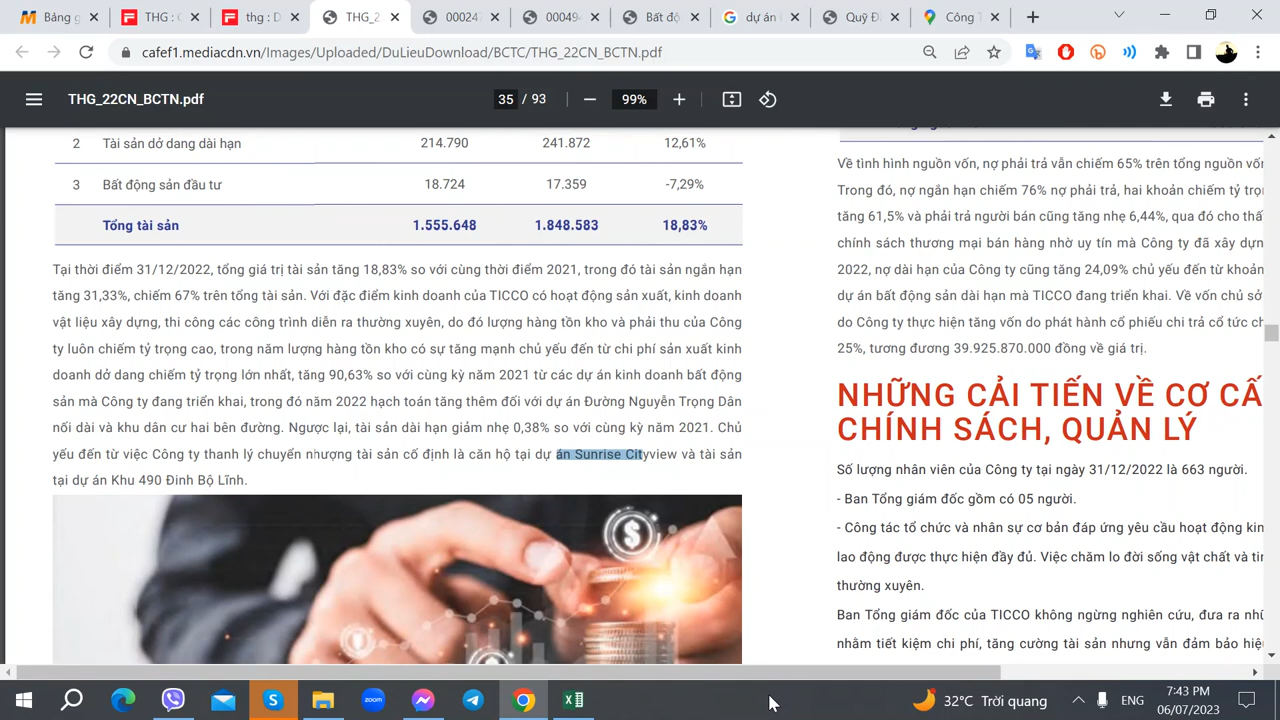 Bảng g
THG : C
thg : D
THG_2
00024
00049
Bất độ
dự án
Quỹ Đ
Công T
cafef1.mediacdn.vn/Images/Uploaded/DuLieuDownload/BCTC/THG_22CN_BCTN.pdf
THG_22CN_BCTN.pdf
35 / 93
99%
2 Tài sản dở dang dài hạn 214.790 241.872 12,61%
3 Bất động sản đầu tư 18.724 17.359 -7,29%
Tổng tài sản 1.555.648 1.848.583 18,83%
Tại thời điểm 31/12/2022, tổng giá trị tài sản tăng 18,83% so với cùng thời điểm 2021, trong đó tài sản ngắn hạn
tăng 31,33%, chiếm 67% trên tổng tài sản. Với đặc điểm kinh doanh của TICCO có hoạt động sản xuất, kinh doanh
vật liệu xây dựng, thi công các công trình diễn ra thường xuyên, do đó lượng hàng tồn kho và phải thu của Công
ty luôn chiếm tỷ trọng cao, trong năm lượng hàng tồn kho có sự tăng mạnh chủ yếu đến từ chi phí sản xuất kinh
doanh dở dang chiếm tỷ trọng lớn nhất, tăng 90,63% so với cùng kỳ năm 2021 từ các dự án kinh doanh bất động
sản mà Công ty đang triển khai, trong đó năm 2022 hạch toán tăng thêm đối với dự án Đường Nguyễn Trọng Dân
nối dài và khu dân cư hai bên đường. Ngược lại, tài sản dài hạn giảm nhẹ 0,38% so với cùng kỳ năm 2021. Chủ
yếu đến từ việc Công ty thanh lý chuyển nhượng tài sản cố định là căn hộ tại dự án Sunrise Cityview và tài sản
tại dự án Khu 490 Đinh Bộ Lĩnh.
Về tình hình nguồn vốn, nợ phải trả vẫn chiếm 65% trên tổng nguồn vốn
Trong đó, nợ ngắn hạn chiếm 76% nợ phải trả, hai khoản chiếm tỷ trọ
tăng 61,5% và phải trả người bán cũng tăng nhẹ 6,44%, qua đó cho thấ
chính sách thương mại bán hàng nhờ uy tín mà Công ty đã xây dựn
2022, nợ dài hạn của Công ty cũng tăng 24,09% chủ yếu đến từ khoản
dự án bất động sản dài hạn mà TICCO đang triển khai. Về vốn chủ sở
do Công ty thực hiện tăng vốn do phát hành cổ phiếu chi trả cổ tức ch
25%, tương đương 39.925.870.000 đồng về giá trị.
NHỮNG CẢI TIẾN VỀ CƠ CẤ
CHÍNH SÁCH, QUẢN LÝ
Số lượng nhân viên của Công ty tại ngày 31/12/2022 là 663 người.
- Ban Tổng giám đốc gồm có 05 người.
- Công tác tổ chức và nhân sự cơ bản đáp ứng yêu cầu hoạt động kin
lao động được thực hiện đầy đủ. Việc chăm lo đời sống vật chất và tin
thường xuyên.
Ban Tổng giám đốc của TICCO không ngừng nghiên cứu, đưa ra nhữ
nhằm tiết kiệm chi phí, tăng cường tài sản nhưng vẫn đảm bảo hiệ
zoom
32°C Trời quang
ENG
7:43 PM
06/07/2023